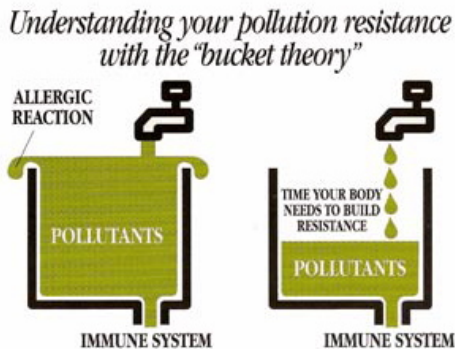 Understanding your pollution resistance
with the “bucket theory”
ALLERGIC
REACTION
POLLUTANTS
IMMUNE SYSTEM
TIME YOUR BODY
NEEDS TO BUILD
RESISTANCE
POLLUTANTS
IMMUNE SYSTEM